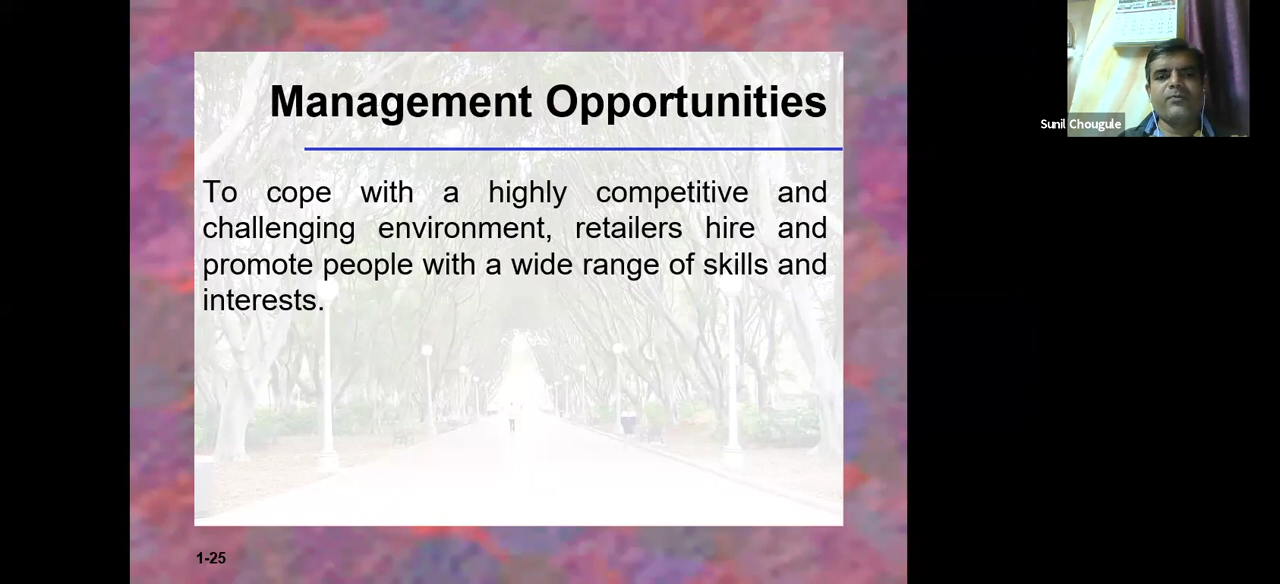 Management Opportunities
To cope with a highly competitive and
challenging environment, retailers hire and
promote people with a wide range of skills and
interests.
1-25
Sunil Chougule